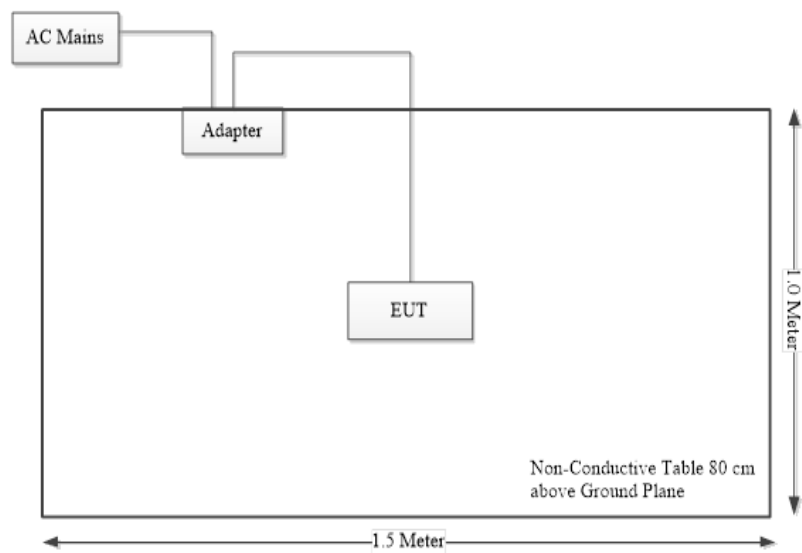 AC Mains
Adapter
EUT
1.0 Meter
Non-Conductive Table 80 cm
above Ground Plane
1.5 Meter